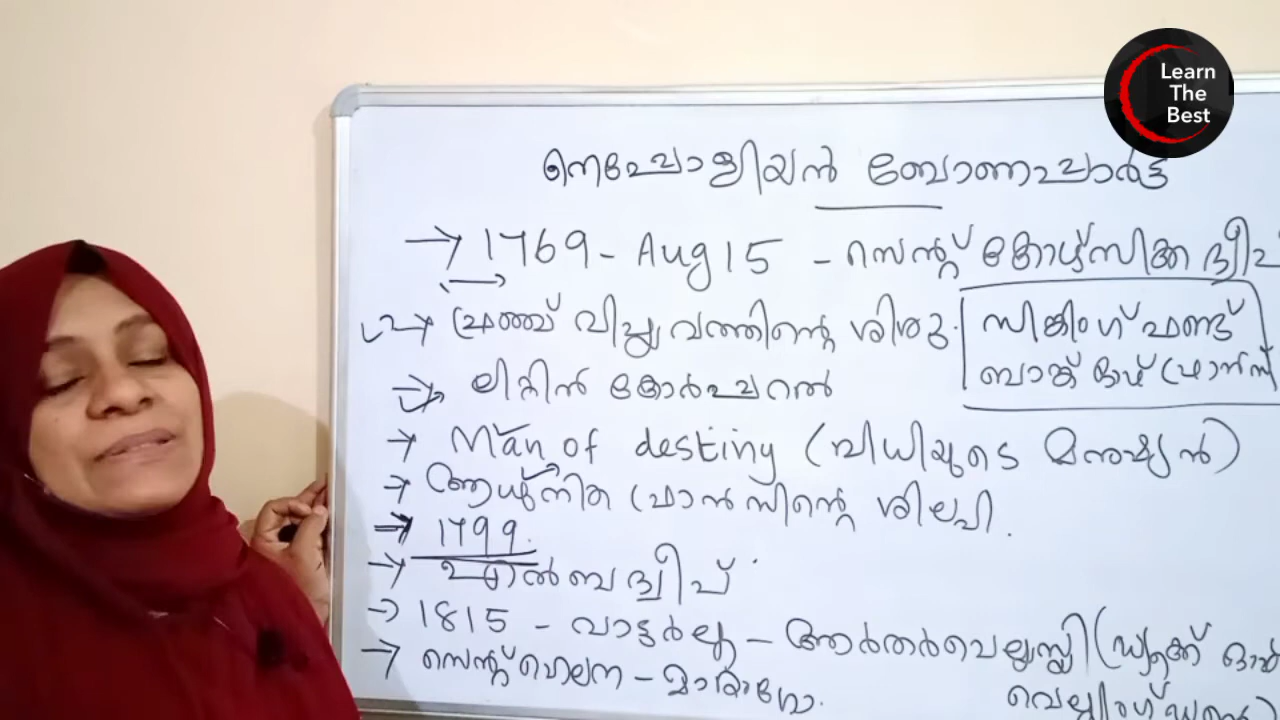 Learn
The
Best
നെപ്പോളിയൻ ബോണപ്പാർട്ട്
→ 1769 - Aug 15 - സെന്റ് കോഴ്സിക്ക ദ്വീപ
→ ഫ്രഞ്ച് വിപ്ലവത്തിന്റെ ശിശു.
സിങ്കിംഗ് ഫണ്ട്
ബാങ്ക് ഓഫ് ഫ്രാൻസ്
→ ലിറ്റിൽ കോർപ്പറൽ
→ Man of destiny (വിധിയുടെ മനുഷ്യൻ)
→ ആധുനിക ഫ്രാൻസിന്റെ ശില്പി.
→ 1799.
→ എൽബ ദ്വീപ്
→ 1815 - വാട്ടർലൂ - ആർതർവെല്ലസ്ലി (ഡ്യൂക്ക് ഓഫ്
വെല്ലിംഗ്ടൺ)
→ സെന്റ് ഹെലന -